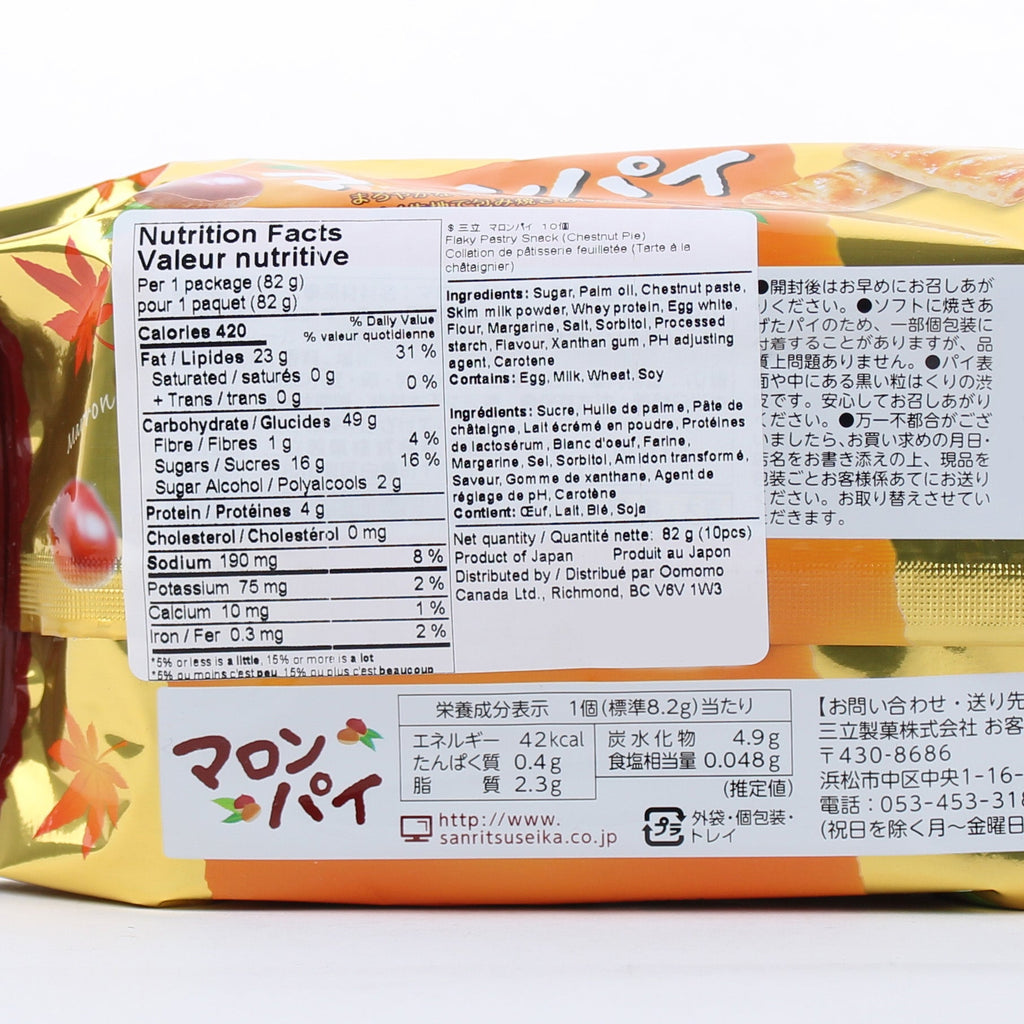 ンパイ
Nutrition Facts
Valeur nutritive
Per 1 package (82 g)
pour 1 paquet (82 g)
Calories 420
% Daily Value
% valeur quotidienne
Fat / Lipides 23 g 31 %
Saturated / saturés 0 g
+ Trans / trans 0 g
0 %
Carbohydrate / Glucides 49 g
Fibre / Fibres 1 g 4 %
Sugars / Sucres 16 g 16 %
Sugar Alcohol / Polyalcools 2 g
Protein / Protéines 4 g
Cholesterol / Cholestérol 0 mg
Sodium 190 mg 8 %
Potassium 75 mg 2 %
Calcium 10 mg 1 %
Iron / Fer 0.3 mg 2 %
*5% or less is a little, 15% or more is a lot
*5% ou moins c'est peu, 15% ou plus c'est beaucoup
$ 三立 マロンパイ 10個
Flaky Pastry Snack (Chestnut Pie)
Collation de pâtisserie feuilletée (Tarte à la
châtaignier)
Ingredients: Sugar, Palm oil, Chestnut paste,
Skim milk powder, Whey protein, Egg white,
Flour, Margarine, Salt, Sorbitol, Processed
starch, Flavour, Xanthan gum, PH adjusting
agent, Carotene
Contains: Egg, Milk, Wheat, Soy
Ingrédients: Sucre, Huile de palme, Pâte de
châtaigne, Lait écrémé en poudre, Protéines
de lactosérum, Blanc d'oeuf, Farine,
Margarine, Sel, Sorbitol, Amidon transformé,
Saveur, Gomme de xanthane, Agent de
réglage de pH, Carotène
Contient: Œuf, Lait, Blé, Soja
Net quantity / Quantité nette: 82 g (10pcs)
Product of Japan Produit au Japon
Distributed by / Distribué par Oomomo
Canada Ltd., Richmond, BC V6V 1W3
●開封後はお早めにお召しあが
りください。●ソフトに焼きあ
げたパイのため、一部個包装に
付着することがありますが、品
質上問題ありません。●パイ表
面や中にある黒い粒はくりの渋
皮です。安心してお召しあがり
ください。●万一不都合がござ
いましたら、お買い求めの月日・
店名をお書き添えの上、現品を
包装ごとお客様係あてにお送り
ください。お取り替えさせてい
ただきます。
マロン
パイ
栄養成分表示 1個(標準8.2g)当たり
エネルギー 42kcal
たんぱく質 0.4g
脂 質 2.3g
炭水化物 4.9g
食塩相当量 0.048g
(推定値)
http://www.
sanritsuseika.co.jp
プラ
外袋・個包装・
トレイ
【お問い合わせ・送り先
三立製菓株式会社 お客
〒430-8686
浜松市中区中央1-16-
電話:053-453-31
(祝日を除く月〜金曜日